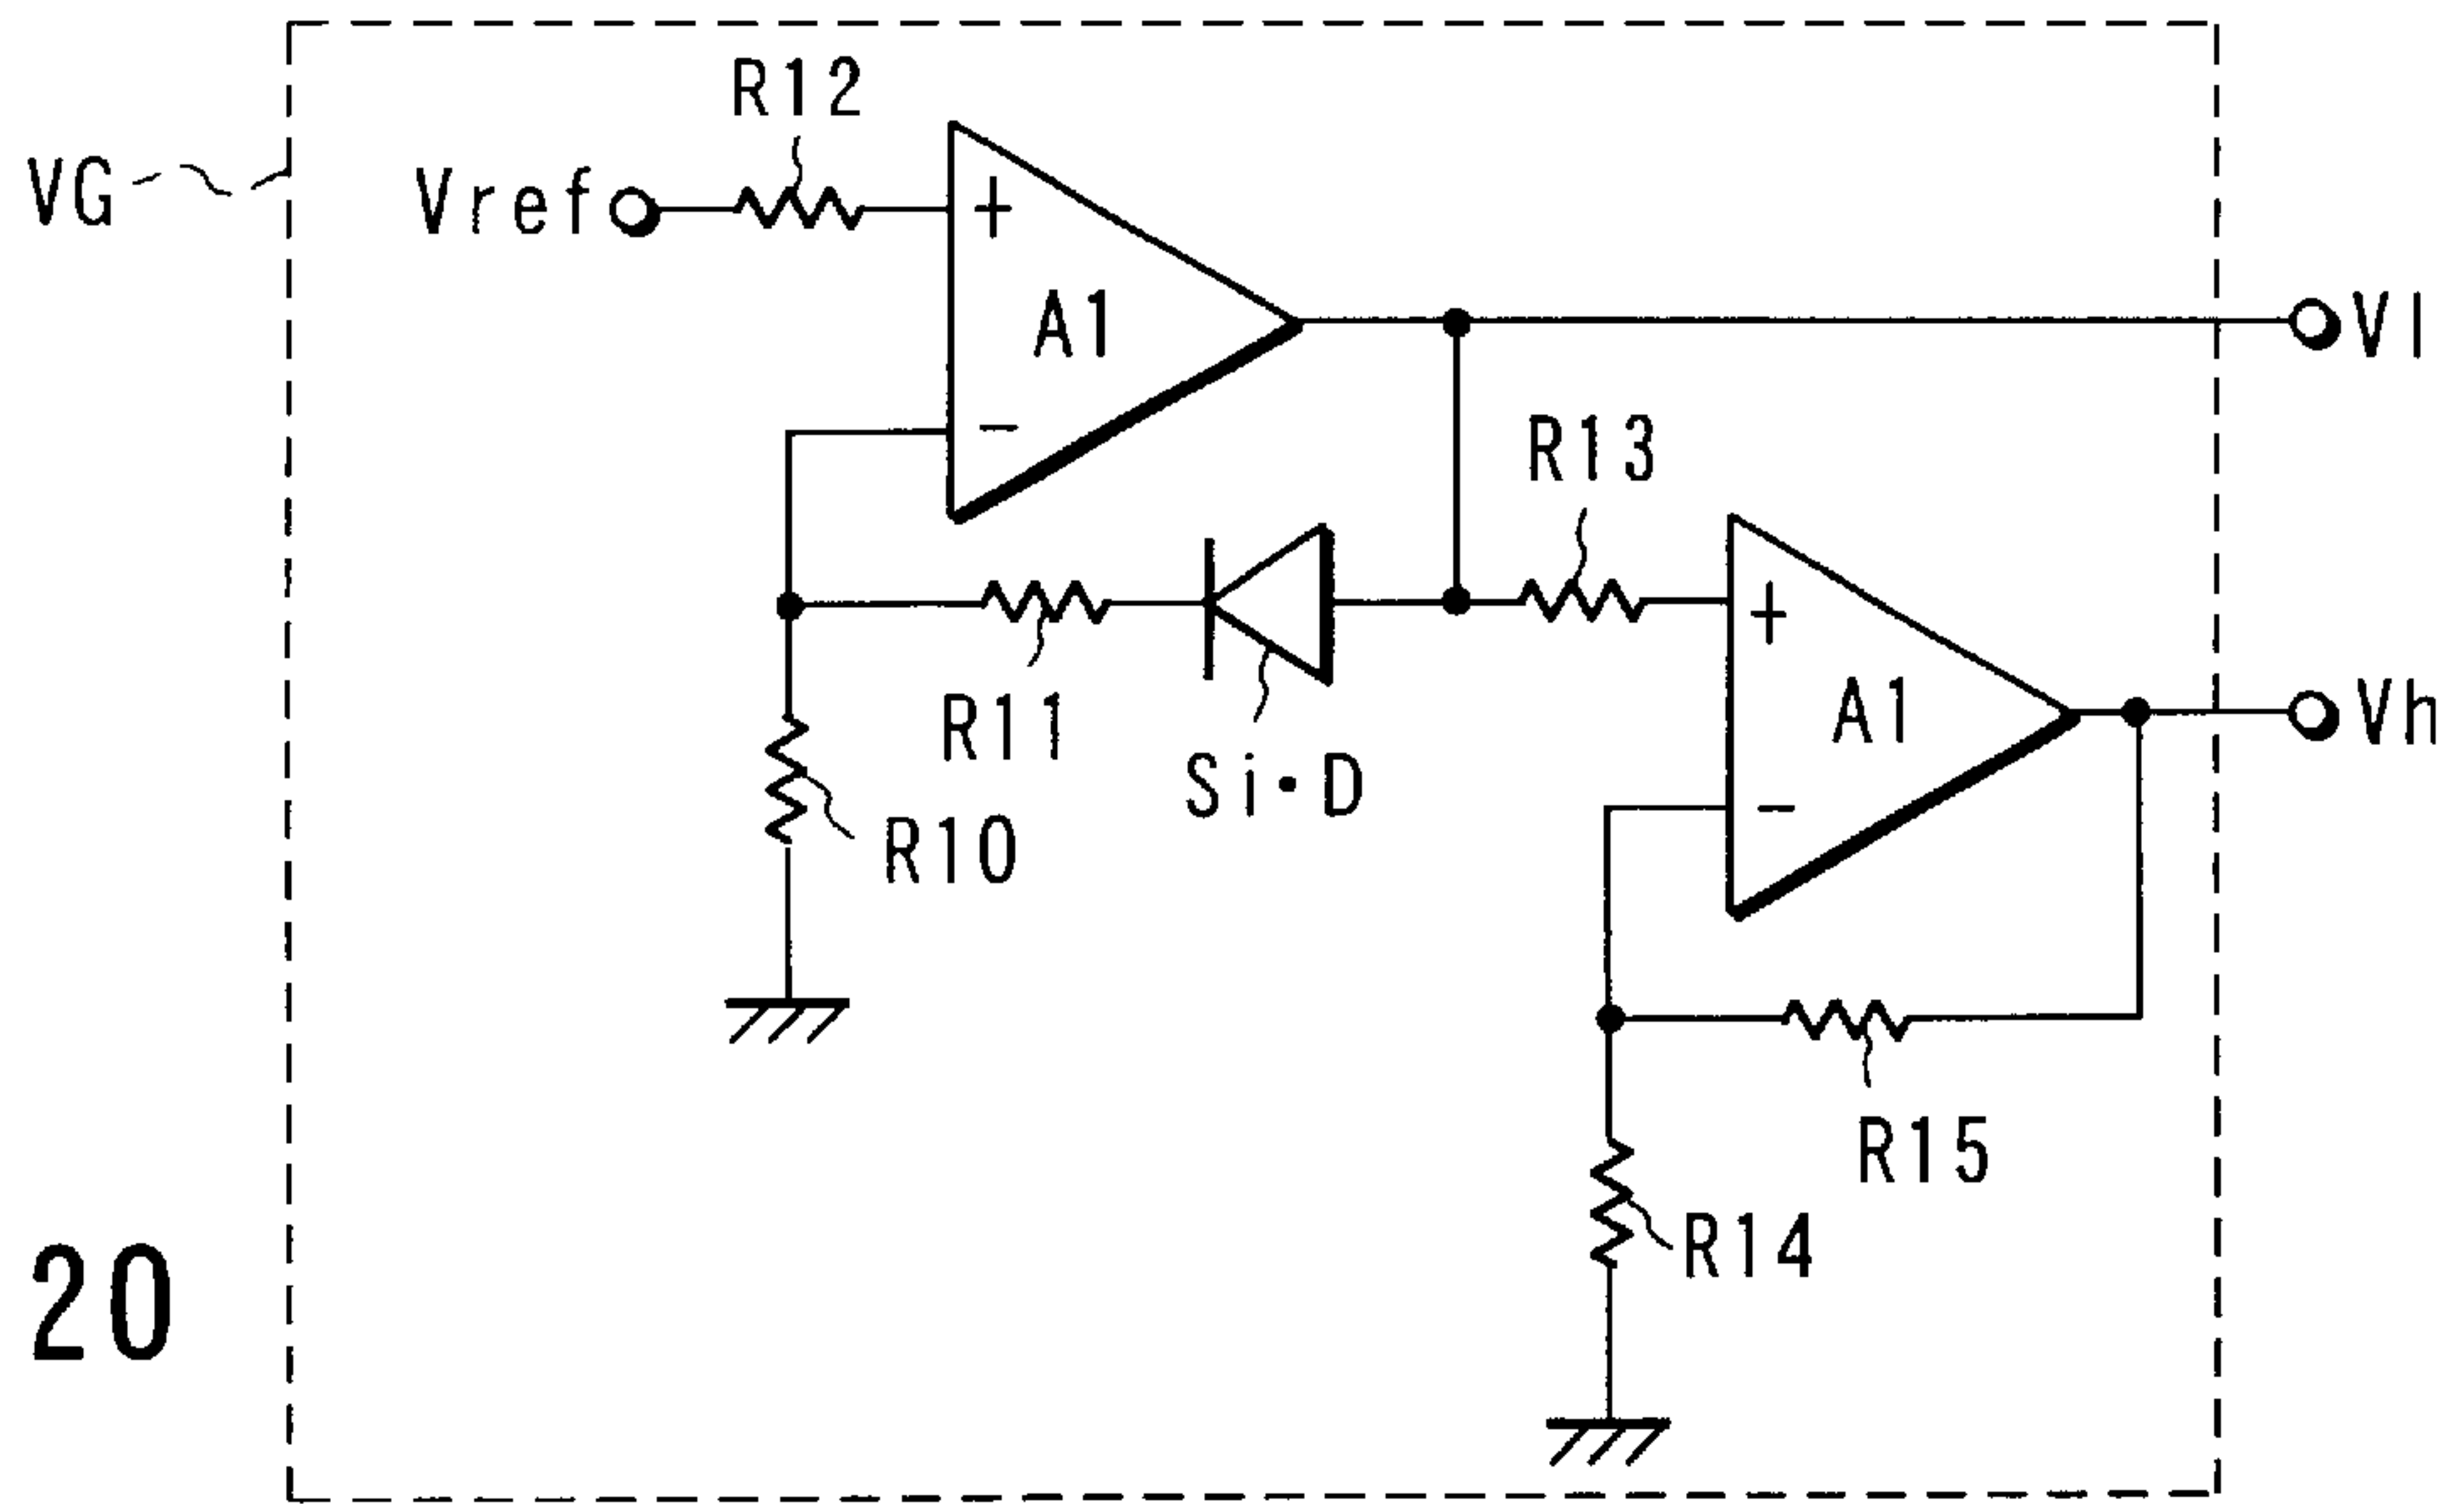 R12
VG
Vref
+
A1
Vl
-
R13
+
R11
A1
Vh
Si・D
-
R10
R15
R14
20